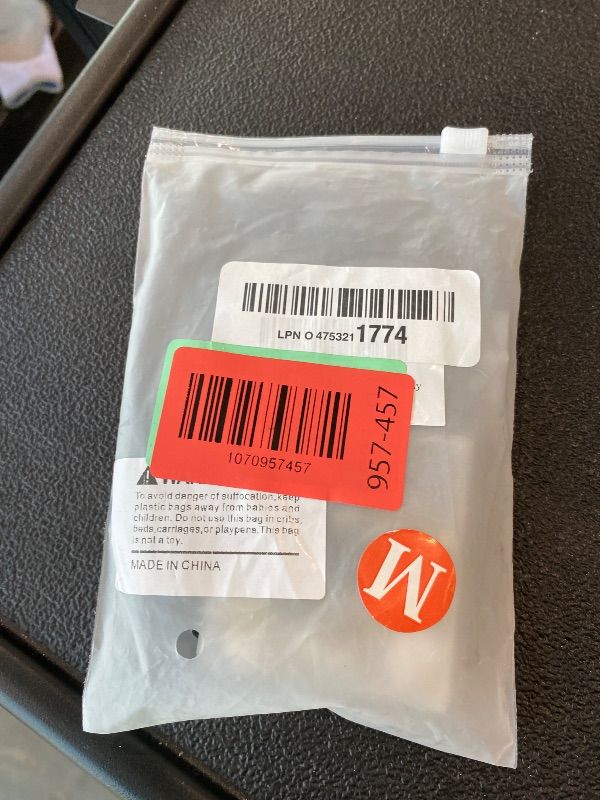 LPN O 475321 1774
1070957457
957-457
To avoid danger of suffocation, keep
plastic bags away from babies and
children. Do not use this bag in cribs,
beds, carriages, or playpens. This bag
is not a toy.
MADE IN CHINA
M